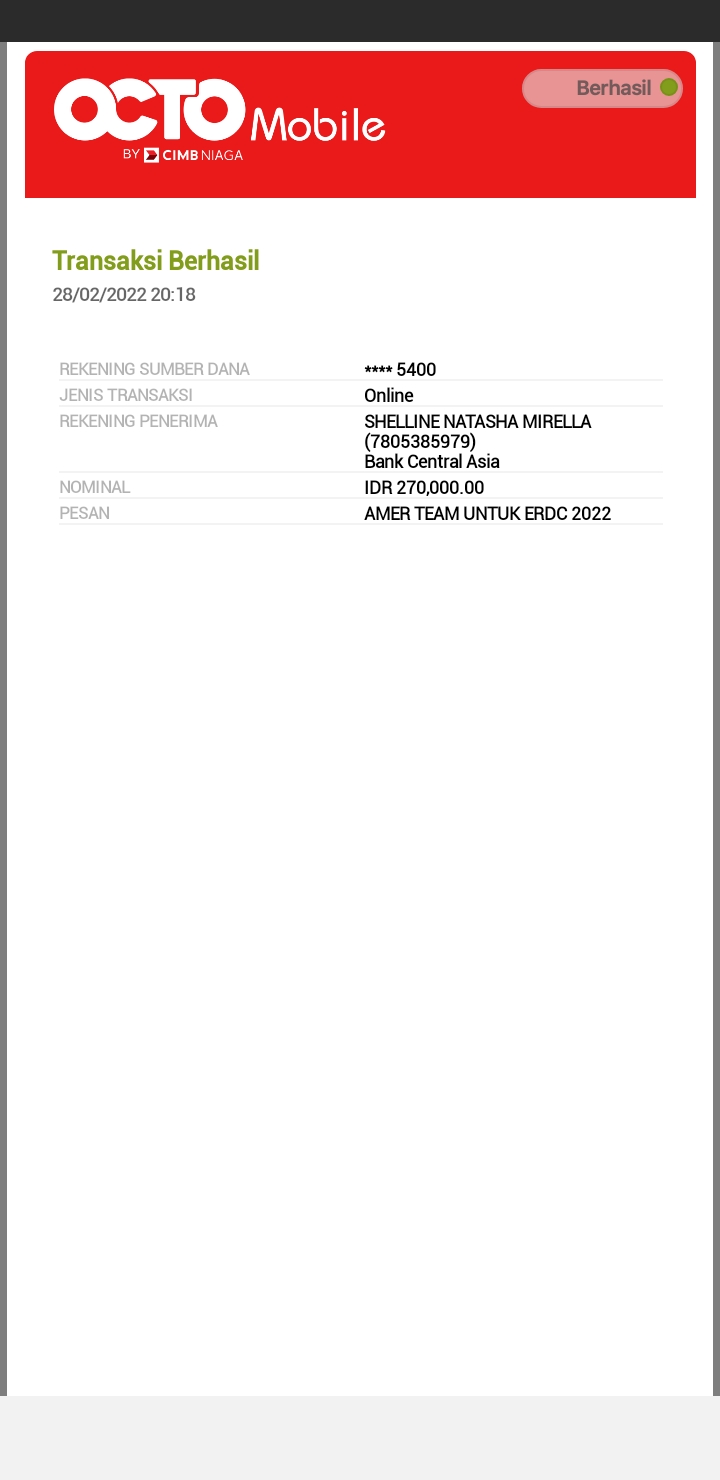 OCTO Mobile
BY CIMB NIAGA
Berhasil
Transaksi Berhasil
28/02/2022 20:18
REKENING SUMBER DANA **** 5400
JENIS TRANSAKSI Online
REKENING PENERIMA SHELLINE NATASHA MIRELLA
(7805385979)
Bank Central Asia
NOMINAL IDR 270,000.00
PESAN AMER TEAM UNTUK ERDC 2022